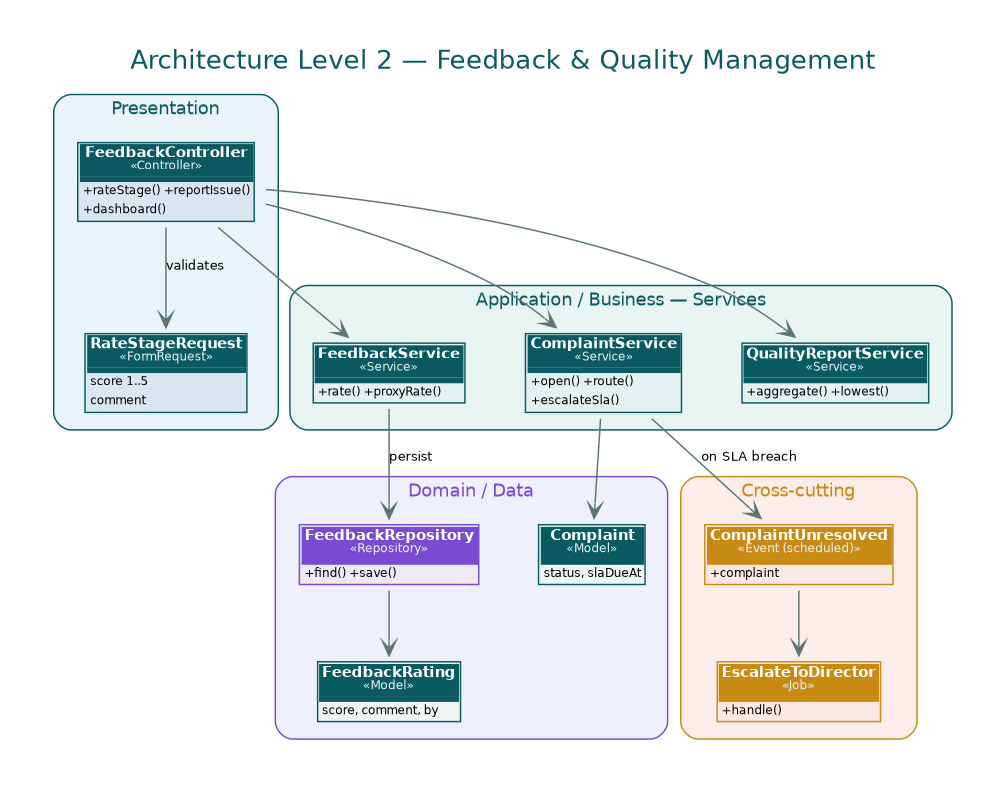 Architecture Level 2 — Feedback & Quality Management
Presentation
FeedbackController
«Controller»
+rateStage() +reportIssue()
+dashboard()
validates
RateStageRequest
«FormRequest»
score 1..5
comment
Application / Business — Services
FeedbackService
«Service»
+rate() +proxyRate()
ComplaintService
«Service»
+open() +route()
+escalateSla()
QualityReportService
«Service»
+aggregate() +lowest()
persist
on SLA breach
Domain / Data
FeedbackRepository
«Repository»
+find() +save()
Complaint
«Model»
status, slaDueAt
FeedbackRating
«Model»
score, comment, by
Cross-cutting
ComplaintUnresolved
«Event (scheduled)»
+complaint
EscalateToDirector
«Job»
+handle()